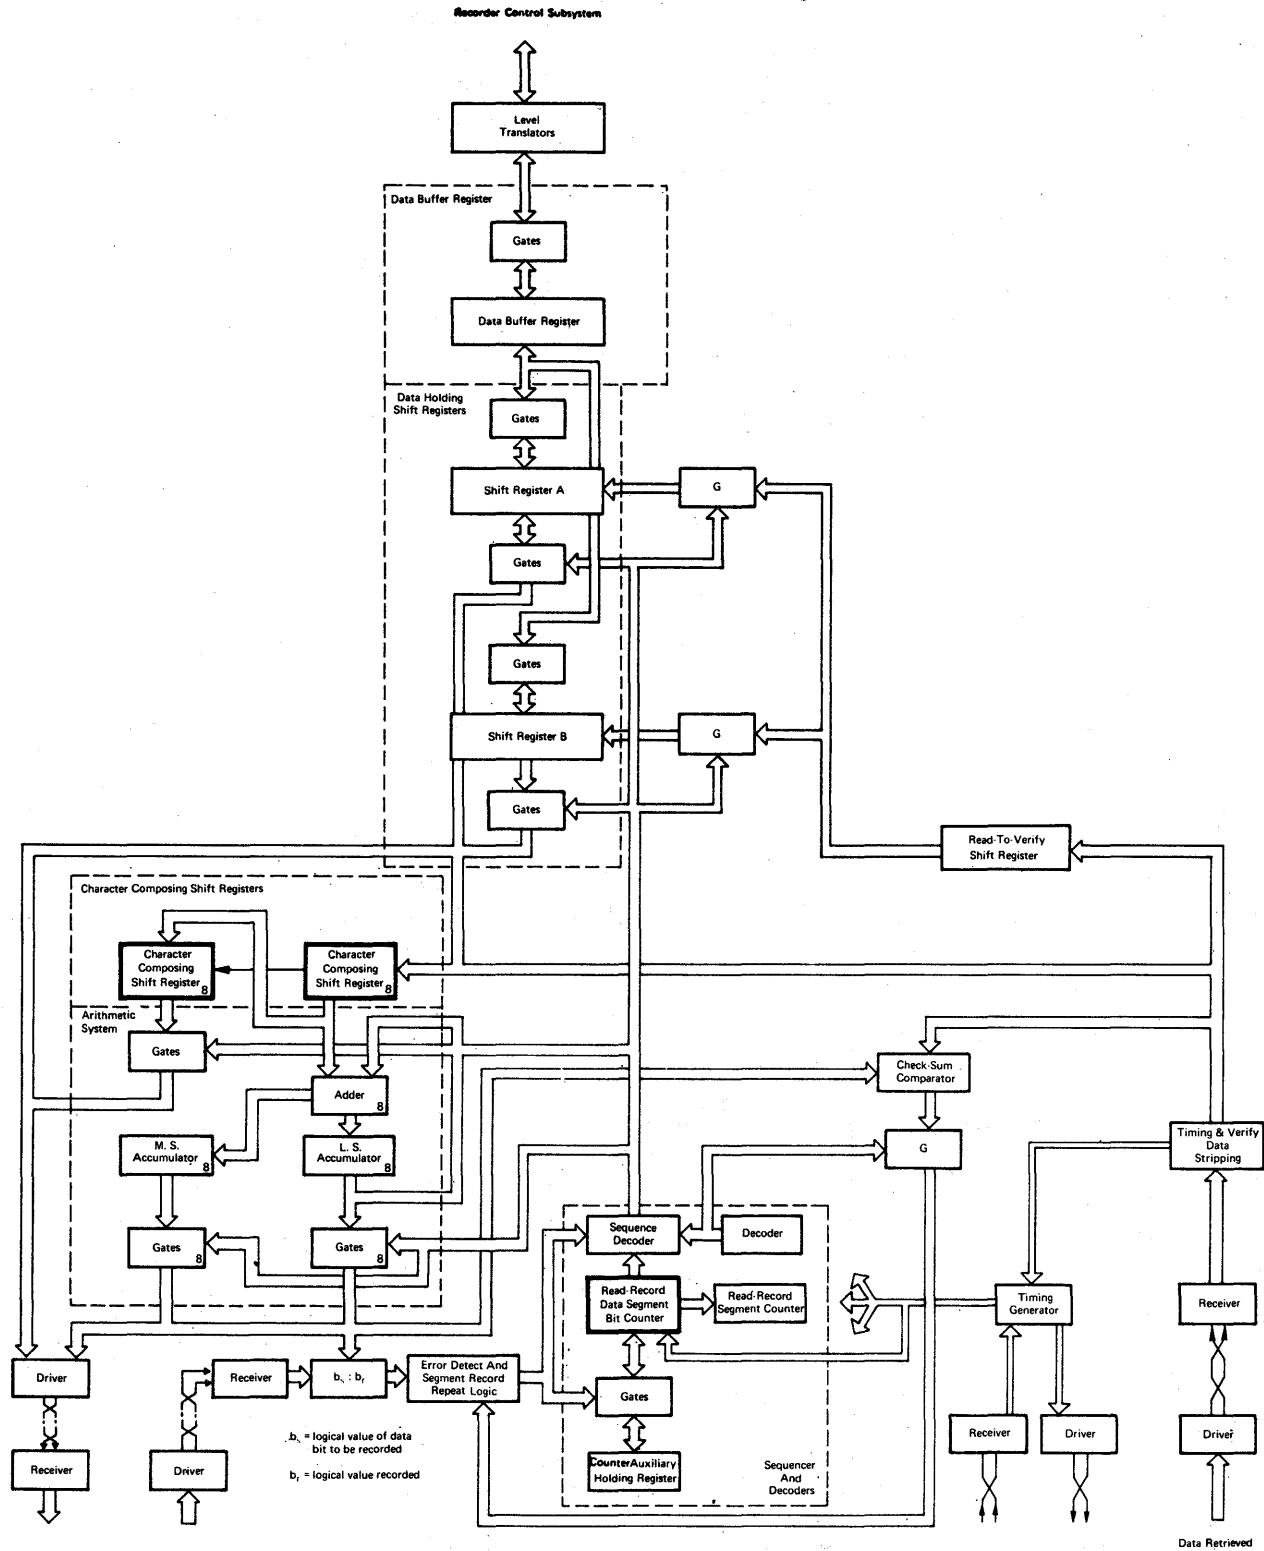 Recorder Control Subsystem
Level
Translators
Data Buffer Register
Gates
Data Buffer Register
Data Holding
Shift Registers
Gates
Shift Register A
G
Gates
Gates
Shift Register B
G
Gates
Read-To-Verify
Shift Register
Character Composing Shift Registers
Character
Composing
Shift Register
8
Character
Composing
Shift Register
8
Arithmetic
System
Gates
Check-Sum
Comparator
Adder
8
M. S.
Accumulator
8
L. S.
Accumulator
8
G
Timing & Verify
Data
Stripping
Gates
8
Gates
8
Sequence
Decoder
Decoder
Read-Record
Data Segment
Bit Counter
Read-Record
Segment Counter
Timing
Generator
Receiver
Driver
Receiver
b : br
Error Detect And
Segment Record
Repeat Logic
Gates
b = logical value of data
bit to be recorded
br = logical value recorded
Receiver
Driver
Driver
Receiver
Driver
Counter Auxiliary
Holding Register
Sequencer
And
Decoders
Data Retrieved